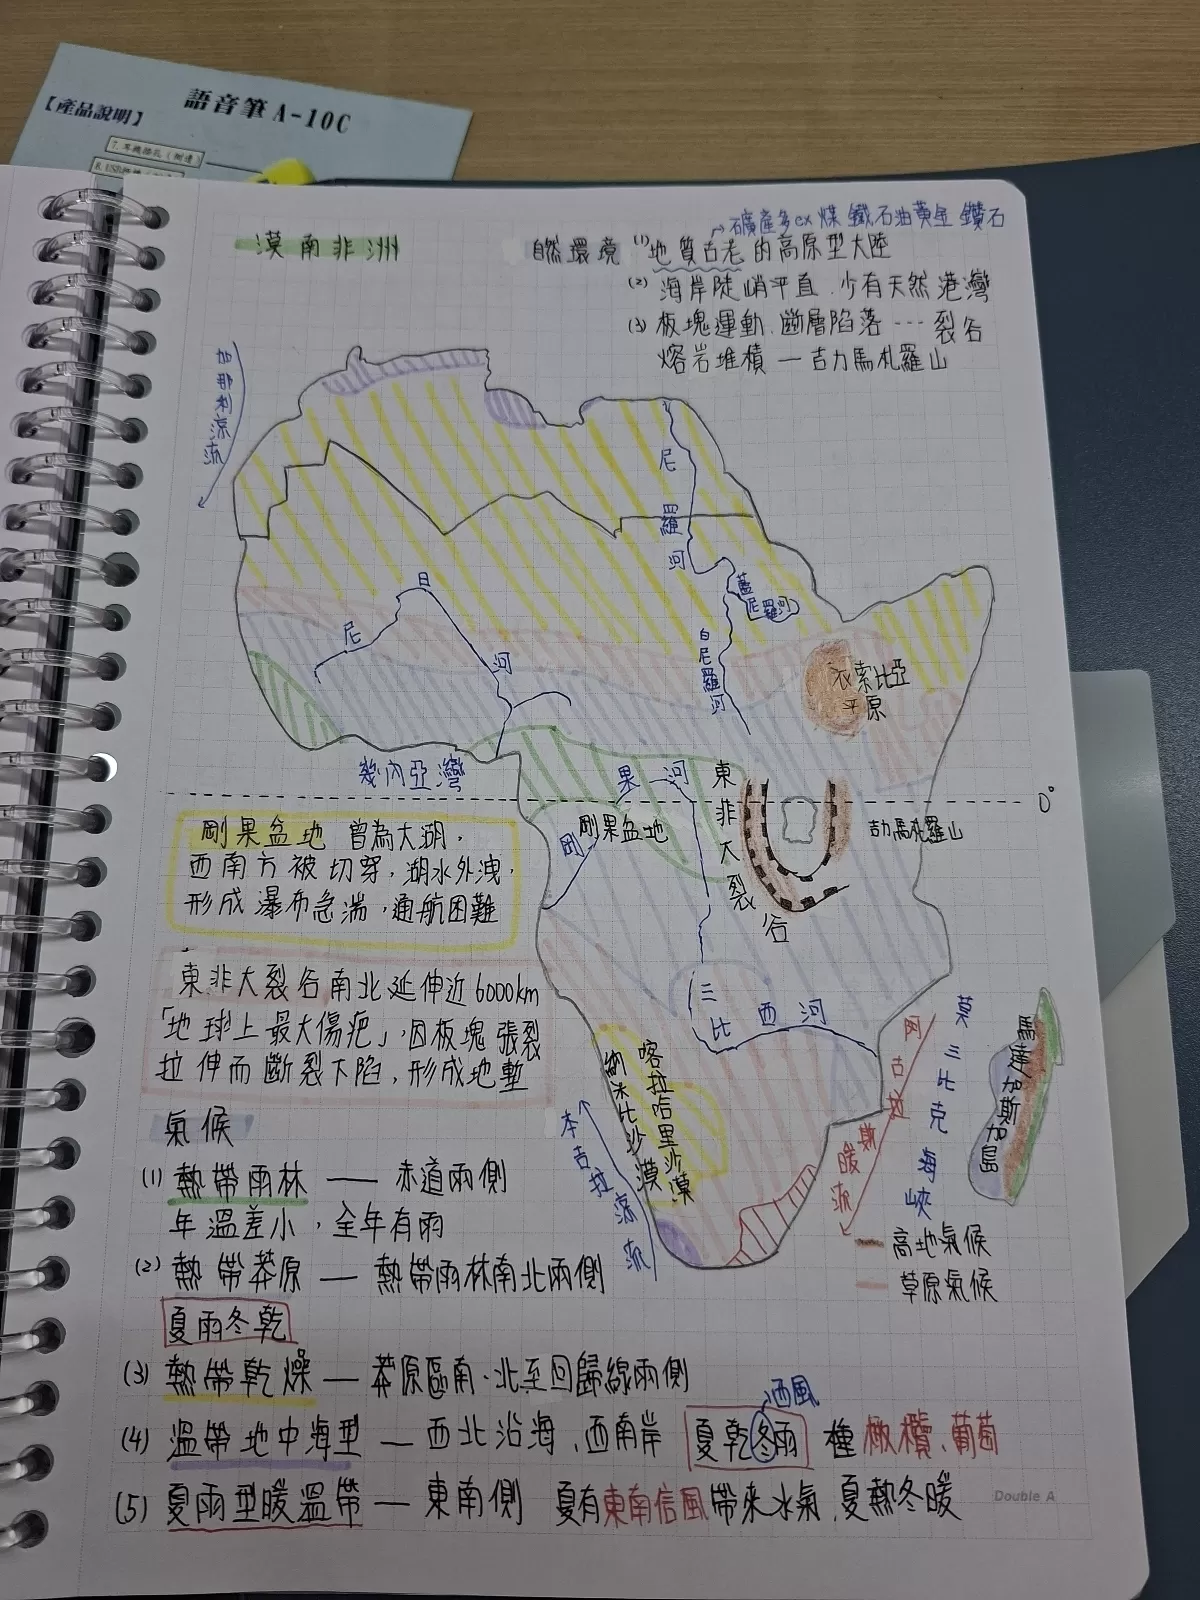 語音筆 A-10C
【產品說明】
7.耳機插孔(側邊)
漠南非洲
自然環境
→礦產多ex煤 鐵石油黃金 鑽石
(1)地質古老的高原型大陸
(2)海岸陡峭平直.少有天然港灣
(3)板塊運動.斷層陷落---裂谷
熔岩堆積—吉力馬札羅山
加那利涼流
尼羅河
藍尼羅河
白尼羅河
尼日河
衣索比亞
平原
幾內亞灣
剛果河
剛果盆地
東非大裂谷
0°
吉力馬札羅山
剛果盆地 曾為大湖,
西南方被切穿,湖水外洩,
形成瀑布急湍,通航困難
東非大裂谷南北延伸近6000km
「地球上最大傷疤」,因板塊張裂
拉伸而斷裂下陷,形成地塹
三比西河
喀拉哈里沙漠
納米比沙漠
本吉拉涼流
阿古拉斯暖流
莫三比克海峽
馬達加斯加島
高地氣候
草原氣候
氣候
(1)熱帶雨林——赤道兩側
年溫差小,全年有雨
(2)熱帶莽原—熱帶雨林南北兩側
夏雨冬乾
(3)熱帶乾燥—莽原區南.北至回歸線兩側
→西風
(4)溫帶地中海型—西北沿海、西南岸 夏乾冬雨 種橄欖、葡萄
(5)夏雨型暖溫帶—東南側 夏有東南信風帶來水氣,夏熱冬暖
Double A